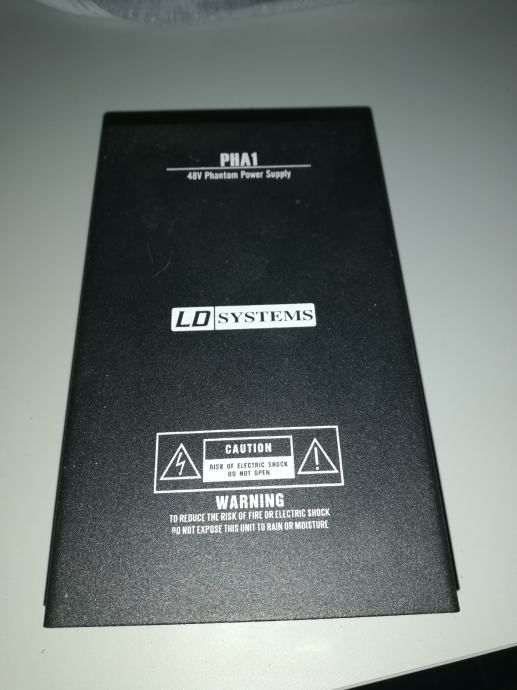 PHA1
48V Phantom Power Supply
LD SYSTEMS
CAUTION
RISK OF ELECTRIC SHOCK
DO NOT OPEN
WARNING
TO REDUCE THE RISK OF FIRE OR ELECTRIC SHOCK
DO NOT EXPOSE THIS UNIT TO RAIN OR MOISTURE